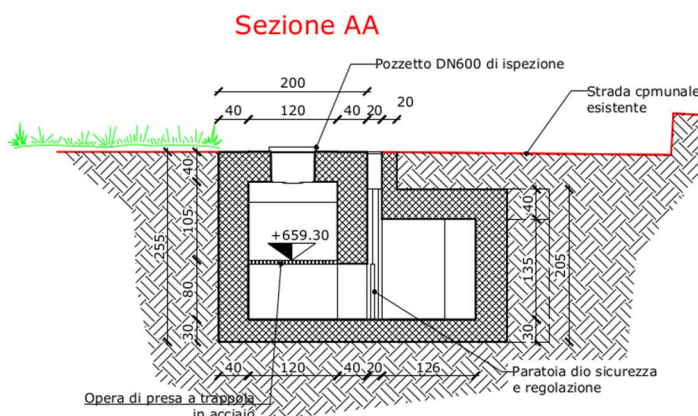 Sezione AA
Pozzetto DN600 di ispezione
200
Strada cpmunale
esistente
40 120 40 20 20
40
105
255
80
30
+659.30
40
135
205
30
40 120 40 20 126
Paratoia dio sicurezza
e regolazione
Opera di presa a trappola
in acciaio